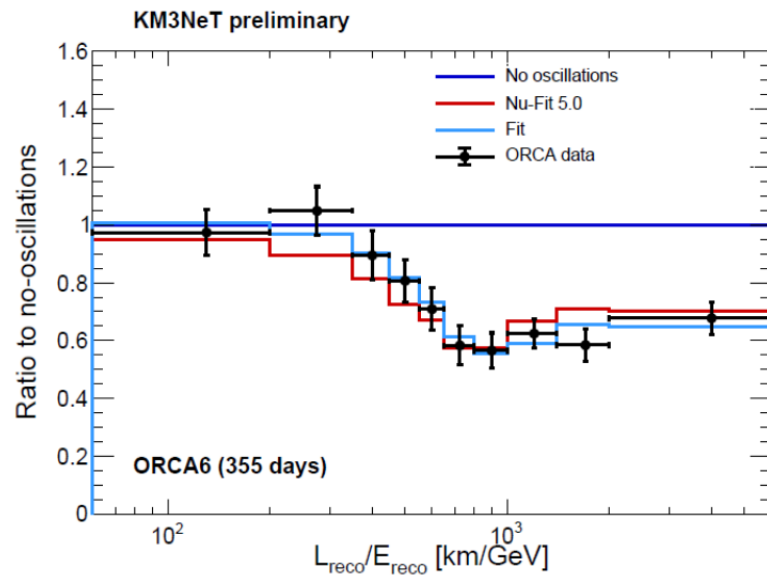 KM3NeT preliminary
1.6
1.4
1.2
1
0.8
0.6
0.4
0.2
0
Ratio to no-oscillations
No oscillations
Nu-Fit 5.0
Fit
ORCA data
ORCA6 (355 days)
10²
10³
L_reco/E_reco [km/GeV]